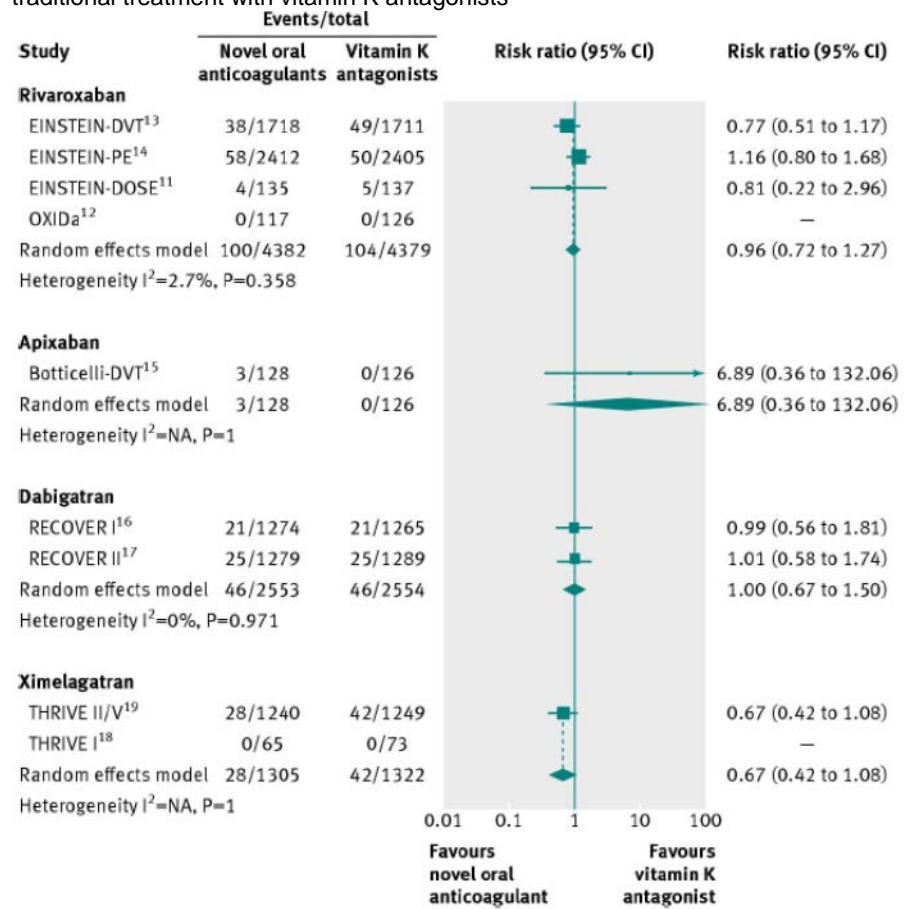 traditional treatment with vitamin K antagonists
Events/total
Study Novel oral anticoagulants Vitamin K antagonists Risk ratio (95% CI) Risk ratio (95% CI)
Rivaroxaban
EINSTEIN-DVT13 38/1718 49/1711 0.77 (0.51 to 1.17)
EINSTEIN-PE14 58/2412 50/2405 1.16 (0.80 to 1.68)
EINSTEIN-DOSE11 4/135 5/137 0.81 (0.22 to 2.96)
OXIDa12 0/117 0/126 –
Random effects model 100/4382 104/4379 0.96 (0.72 to 1.27)
Heterogeneity I2=2.7%, P=0.358
Apixaban
Botticelli-DVT15 3/128 0/126 6.89 (0.36 to 132.06)
Random effects model 3/128 0/126 6.89 (0.36 to 132.06)
Heterogeneity I2=NA, P=1
Dabigatran
RECOVER I16 21/1274 21/1265 0.99 (0.56 to 1.81)
RECOVER II17 25/1279 25/1289 1.01 (0.58 to 1.74)
Random effects model 46/2553 46/2554 1.00 (0.67 to 1.50)
Heterogeneity I2=0%, P=0.971
Ximelagatran
THRIVE II/V19 28/1240 42/1249 0.67 (0.42 to 1.08)
THRIVE I18 0/65 0/73 –
Random effects model 28/1305 42/1322 0.67 (0.42 to 1.08)
Heterogeneity I2=NA, P=1
0.01 0.1 1 10 100
Favours novel oral anticoagulant
Favours vitamin K antagonist